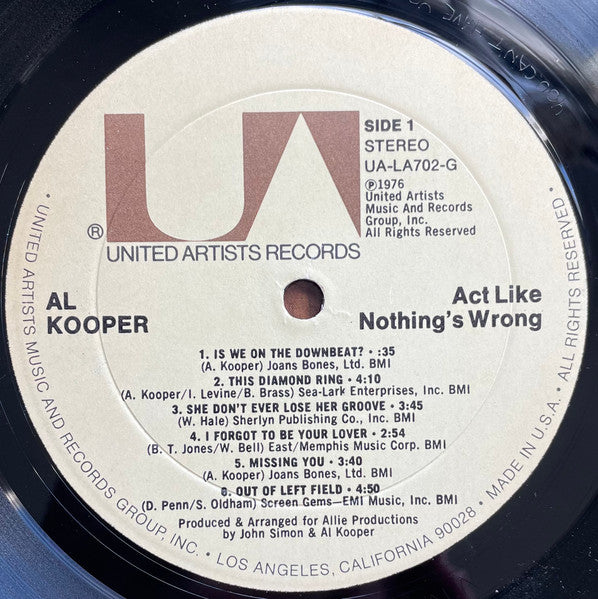 UA
SIDE 1
STEREO
UA-LA702-G
Ⓟ1976
United Artists
Music And Records
Group, Inc.
All Rights Reserved
®
UNITED ARTISTS RECORDS
AL
KOOPER
Act Like
Nothing's Wrong
1. IS WE ON THE DOWNBEAT? • :35
(A. Kooper) Joans Bones, Ltd. BMI
2. THIS DIAMOND RING • 4:10
(A. Kooper/I. Levine/B. Brass) Sea-Lark Enterprises, Inc. BMI
3. SHE DON'T EVER LOSE HER GROOVE • 3:45
(W. Hale) Sherlyn Publishing Co., Inc. BMI
4. I FORGOT TO BE YOUR LOVER • 2:54
(B. T. Jones/W. Bell) East/Memphis Music Corp. BMI
5. MISSING YOU • 3:40
(A. Kooper) Joans Bones, Ltd. BMI
6. OUT OF LEFT FIELD • 4:50
(D. Penn/S. Oldham) Screen Gems—EMI Music, Inc. BMI
Produced & Arranged for Allie Productions
by John Simon & Al Kooper
• UNITED ARTISTS MUSIC AND RECORDS GROUP, INC. • LOS ANGELES, CALIFORNIA 90028 • MADE IN U.S.A. • ALL RIGHTS RESERVED •